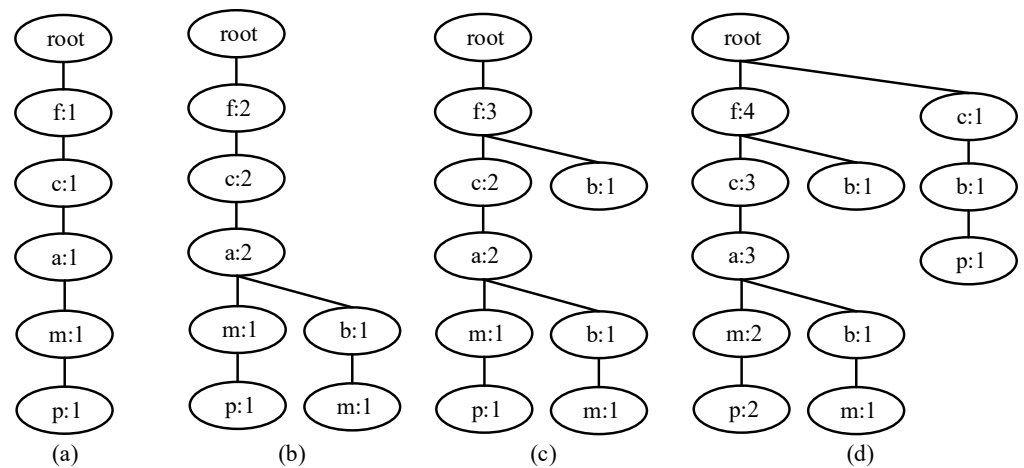 root root root root
f:1 f:2 f:3 f:4 c:1
c:1 c:2 c:2 b:1 c:3 b:1 b:1
a:1 a:2 a:2 a:3 p:1
m:1 m:1 b:1 m:1 b:1 m:2 b:1
p:1 p:1 m:1 p:1 m:1 p:2 m:1
(a) (b) (c) (d)